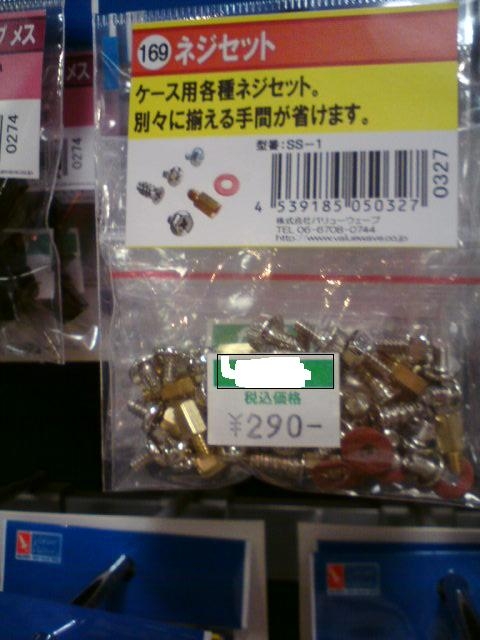 169 ネジセット
ケース用各種ネジセット。
別々に揃える手間が省けます。
型番:SS-1
4 539185 050327
0327
株式会社バリューウェーブ
TEL 06-6708-0744
http://www.valuewave.co.jp
税込価格
¥290-
メス
0274
メス
0274